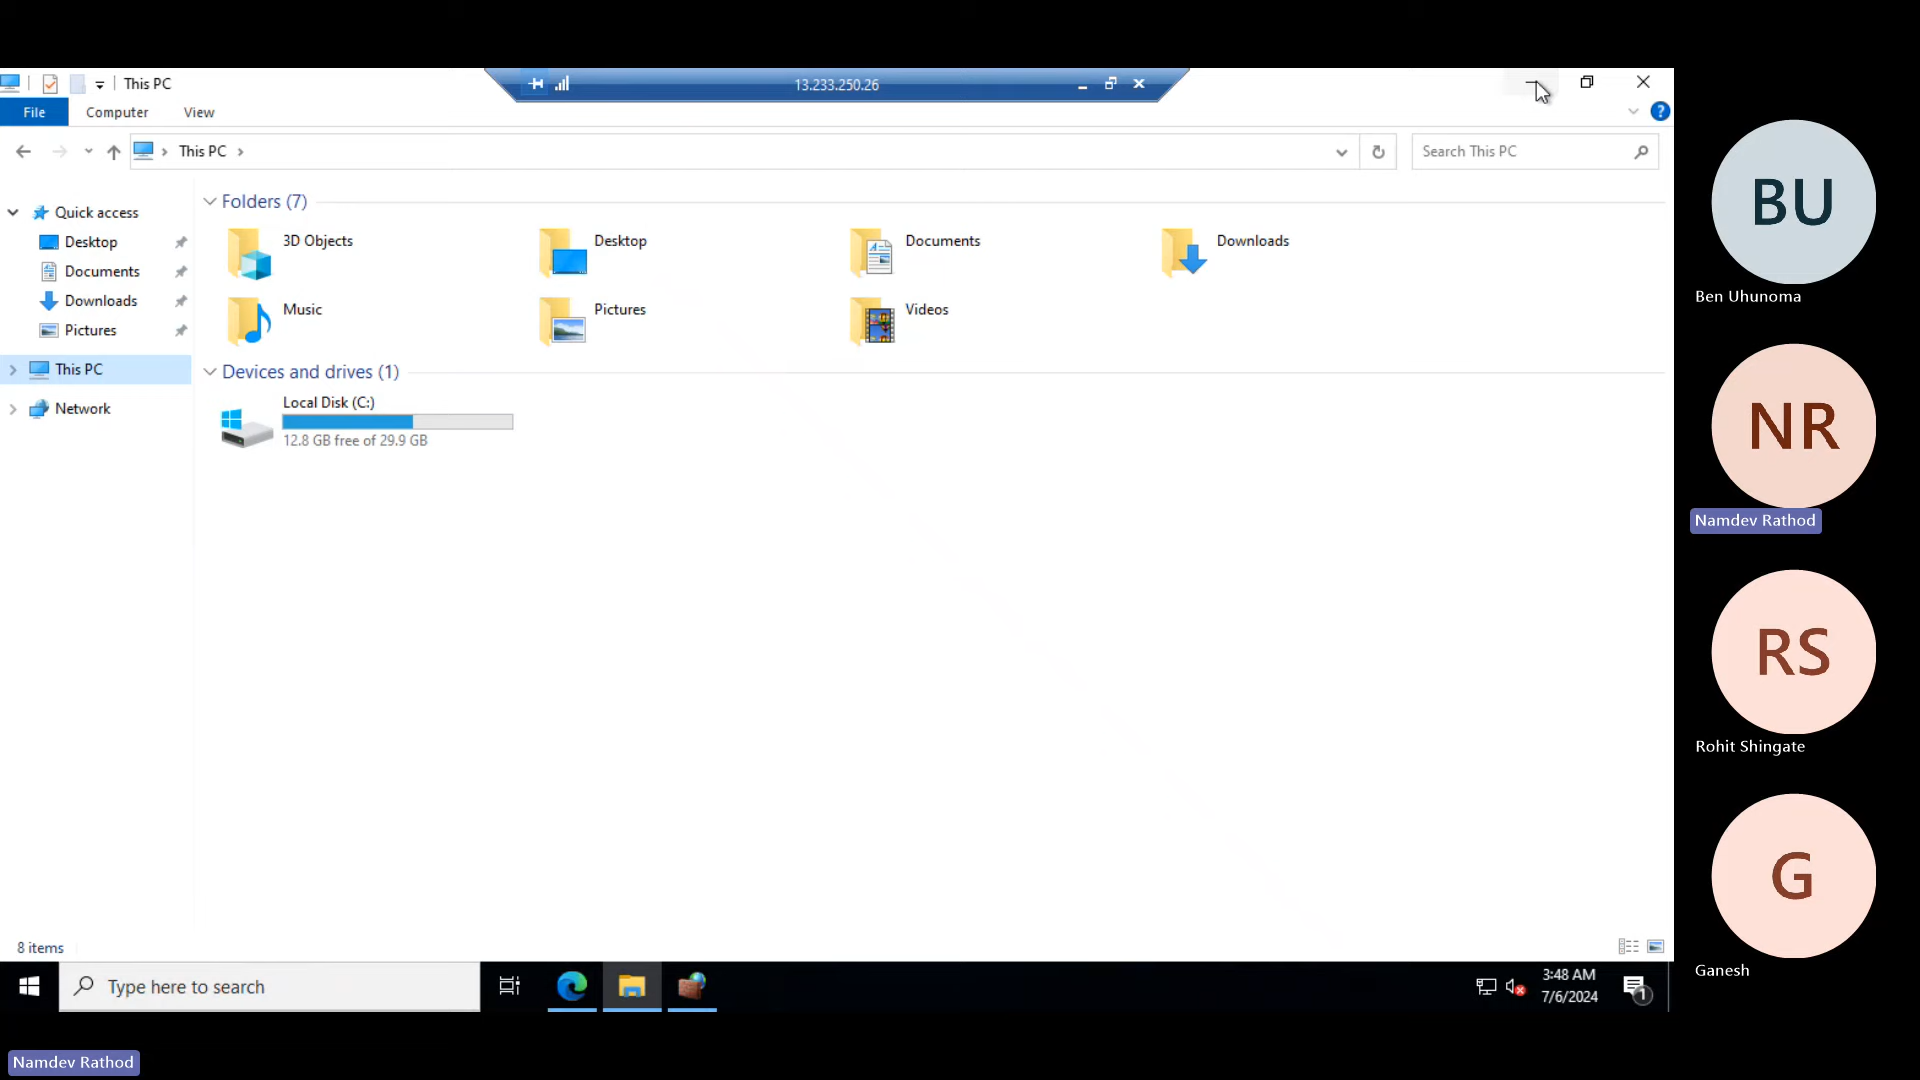 This PC
13.233.250.26
File
Computer
View
This PC
Search This PC
Quick access
Desktop
Documents
Downloads
Pictures
This PC
Network
Folders (7)
3D Objects
Desktop
Documents
Downloads
Music
Pictures
Videos
Devices and drives (1)
Local Disk (C:)
12.8 GB free of 29.9 GB
8 items
Type here to search
3:48 AM
7/6/2024
1
BU
Ben Uhunoma
NR
Namdev Rathod
RS
Rohit Shingate
G
Ganesh
Namdev Rathod